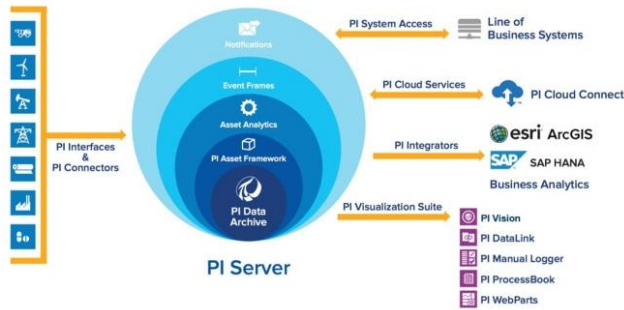 PI Interfaces
&
PI Connectors
Notifications
Event Frames
Asset Analytics
PI Asset Framework
PI Data
Archive
PI Server
PI System Access
Line of
Business Systems
PI Cloud Services
PI Cloud Connect
PI Integrators
esri ArcGIS
SAP SAP HANA
Business Analytics
PI Visualization Suite
PI Vision
PI DataLink
PI Manual Logger
PI ProcessBook
PI WebParts